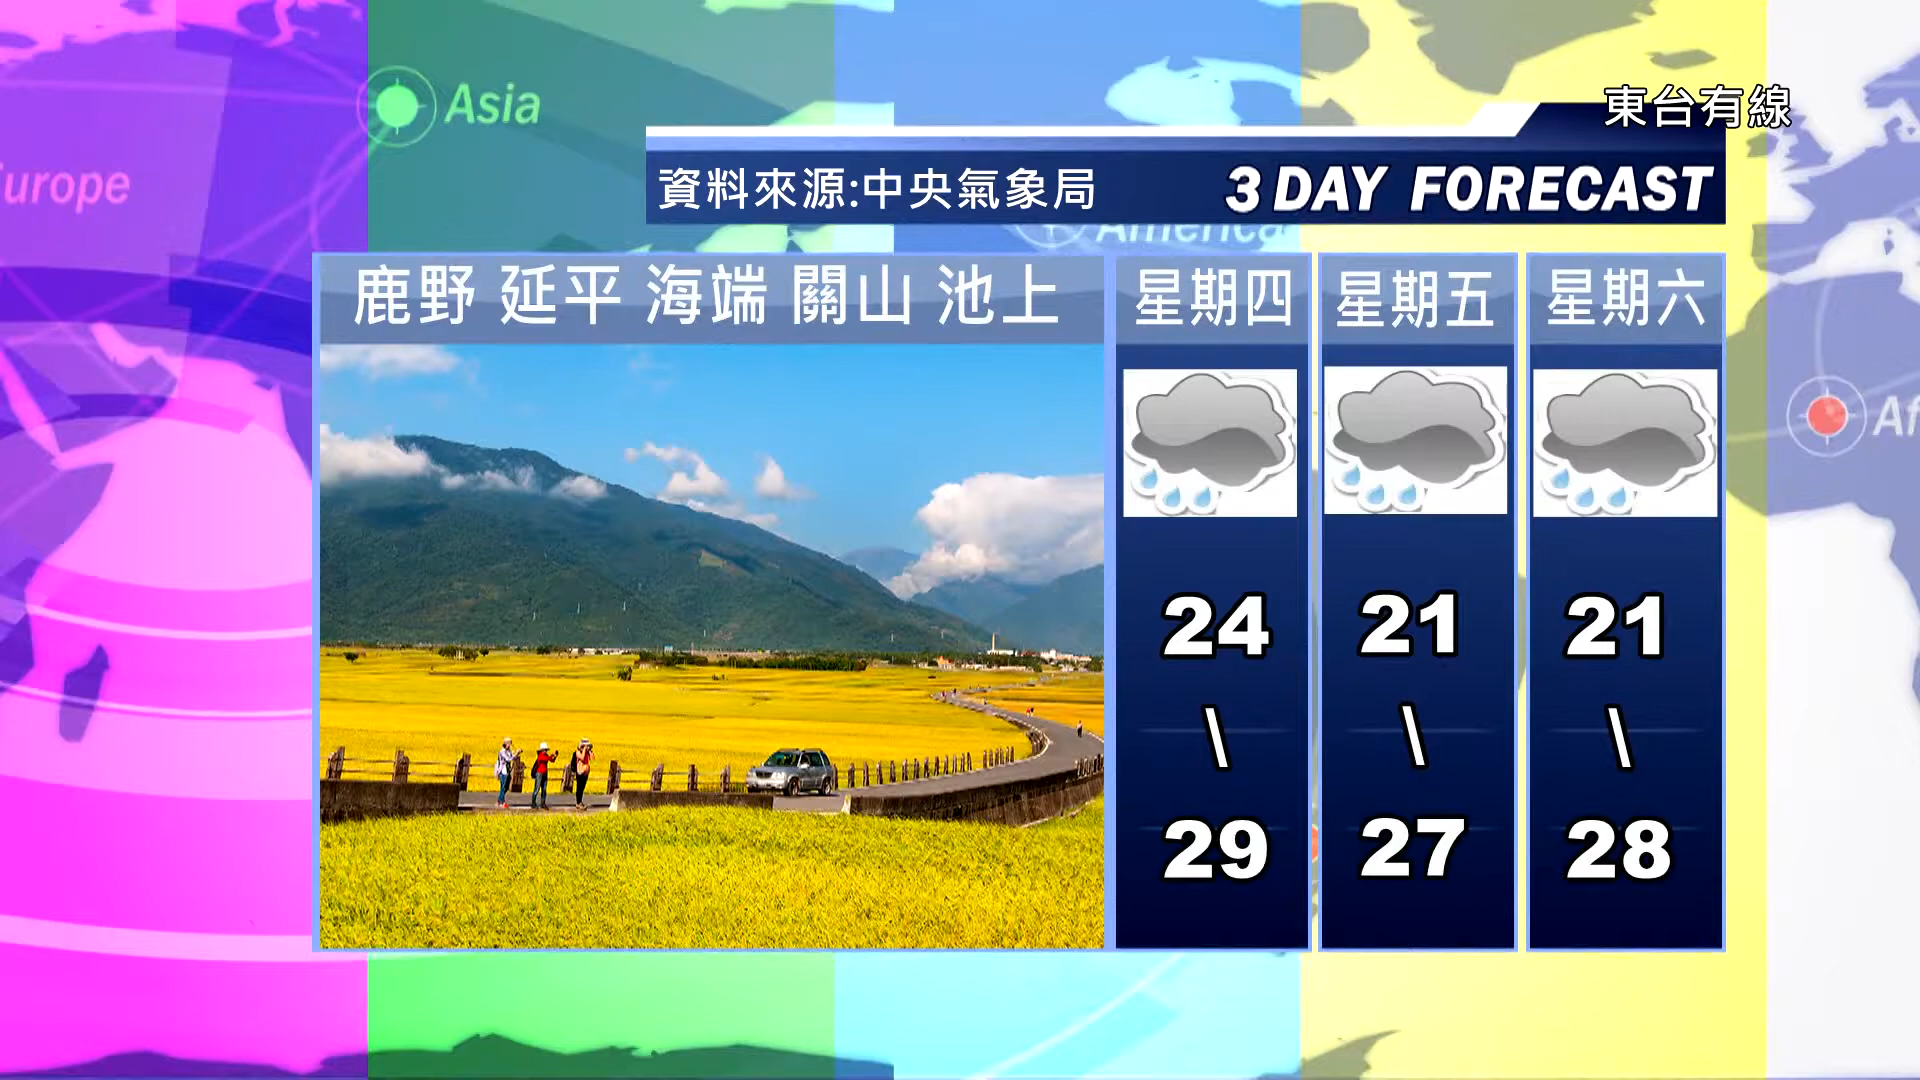 Asia
東台有線
urope
資料來源:中央氣象局 3 DAY FORECAST
America
鹿野 延平 海端 關山 池上 星期四 星期五 星期六
Af
24 21 21
\ \ \
29 27 28